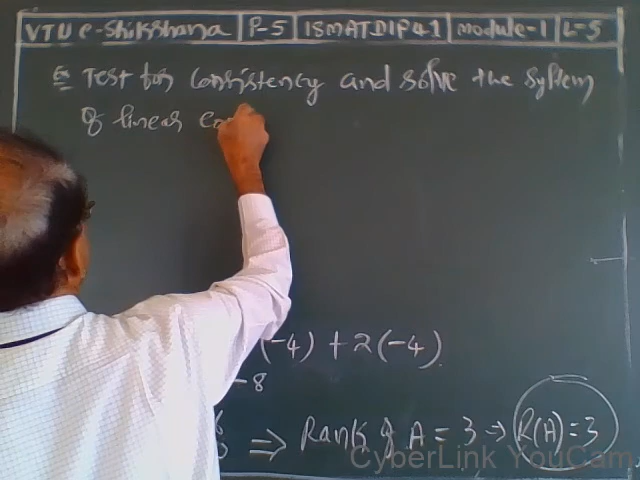 VTU e-Shikshana | P-5 | 18MATDIP41 | Module-1 | L-5
Ex Test for Consistency and solve the System
of linear
(-4) + 2(-4)
-8
⇒ Rank of A = 3 → R(A) = 3
CyberLink YouCam